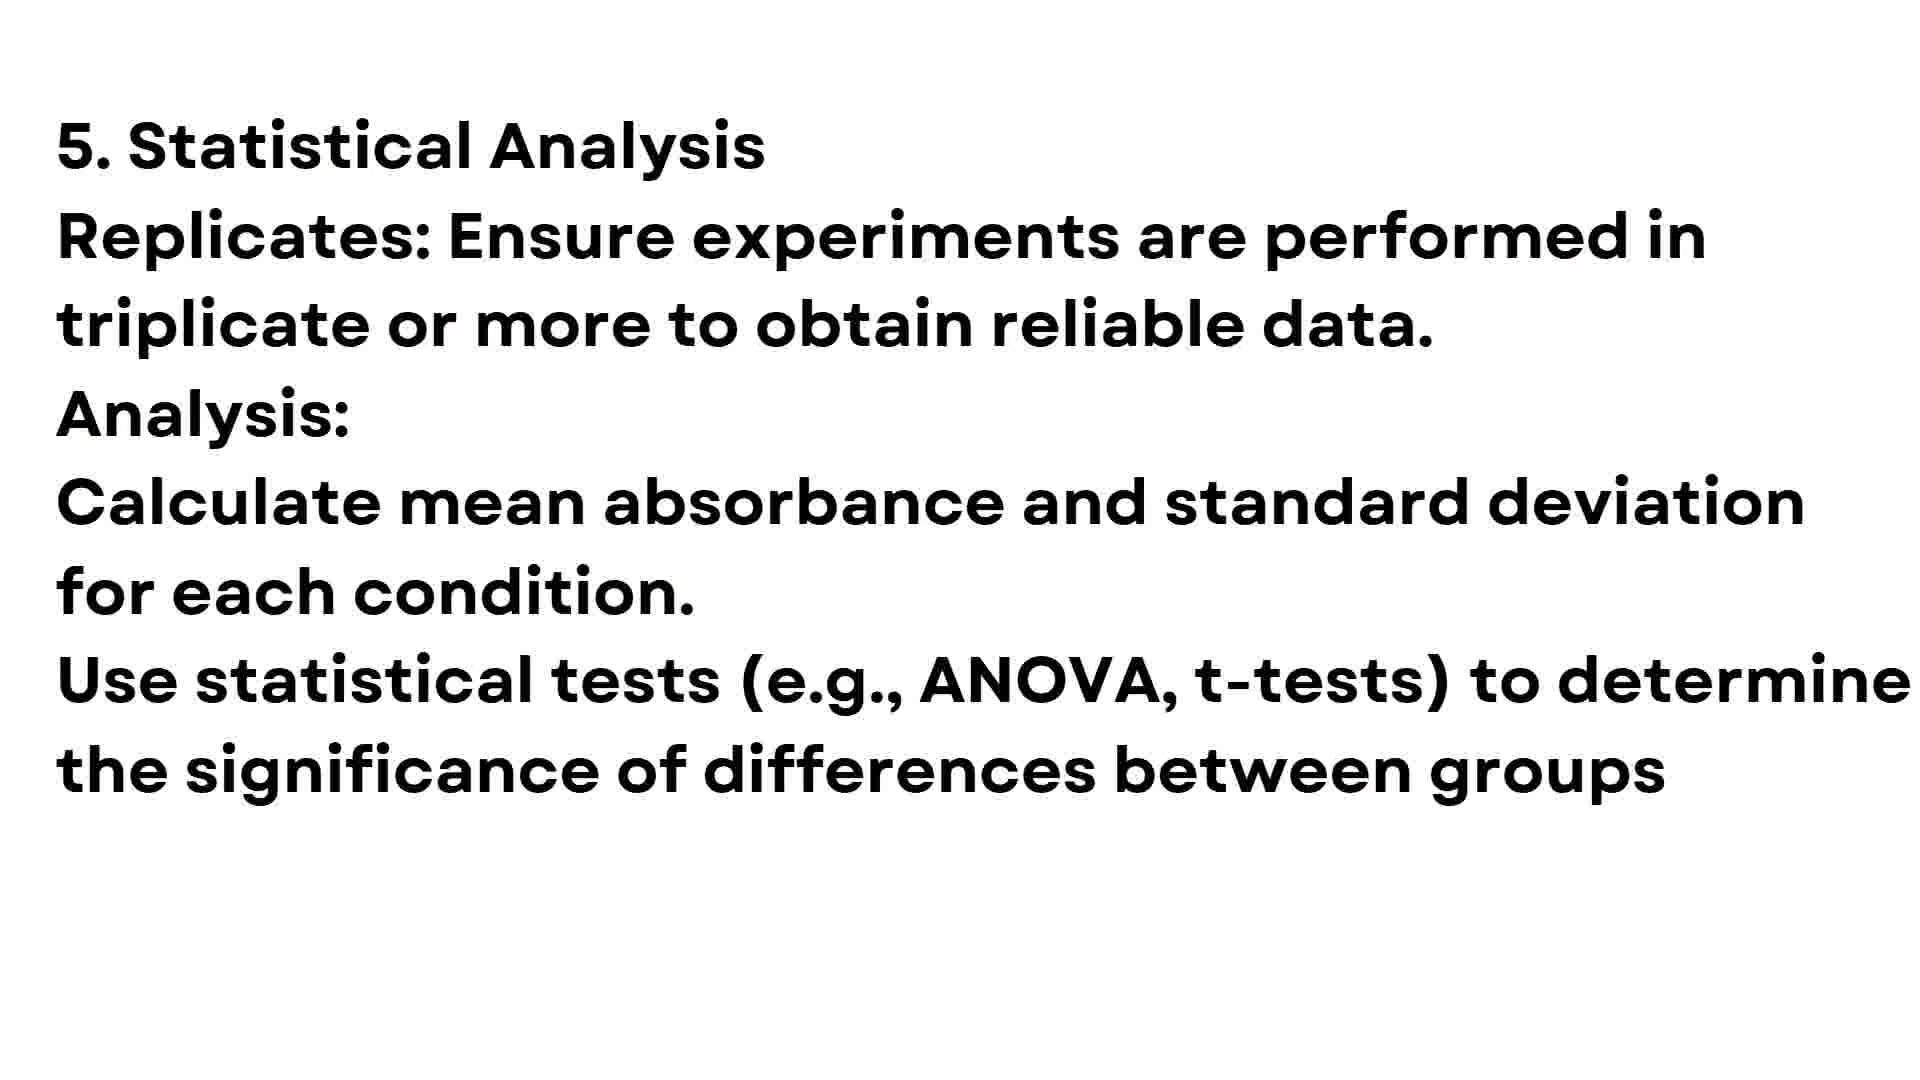 5. Statistical Analysis
Replicates: Ensure experiments are performed in
triplicate or more to obtain reliable data.
Analysis:
Calculate mean absorbance and standard deviation
for each condition.
Use statistical tests (e.g., ANOVA, t-tests) to determine
the significance of differences between groups